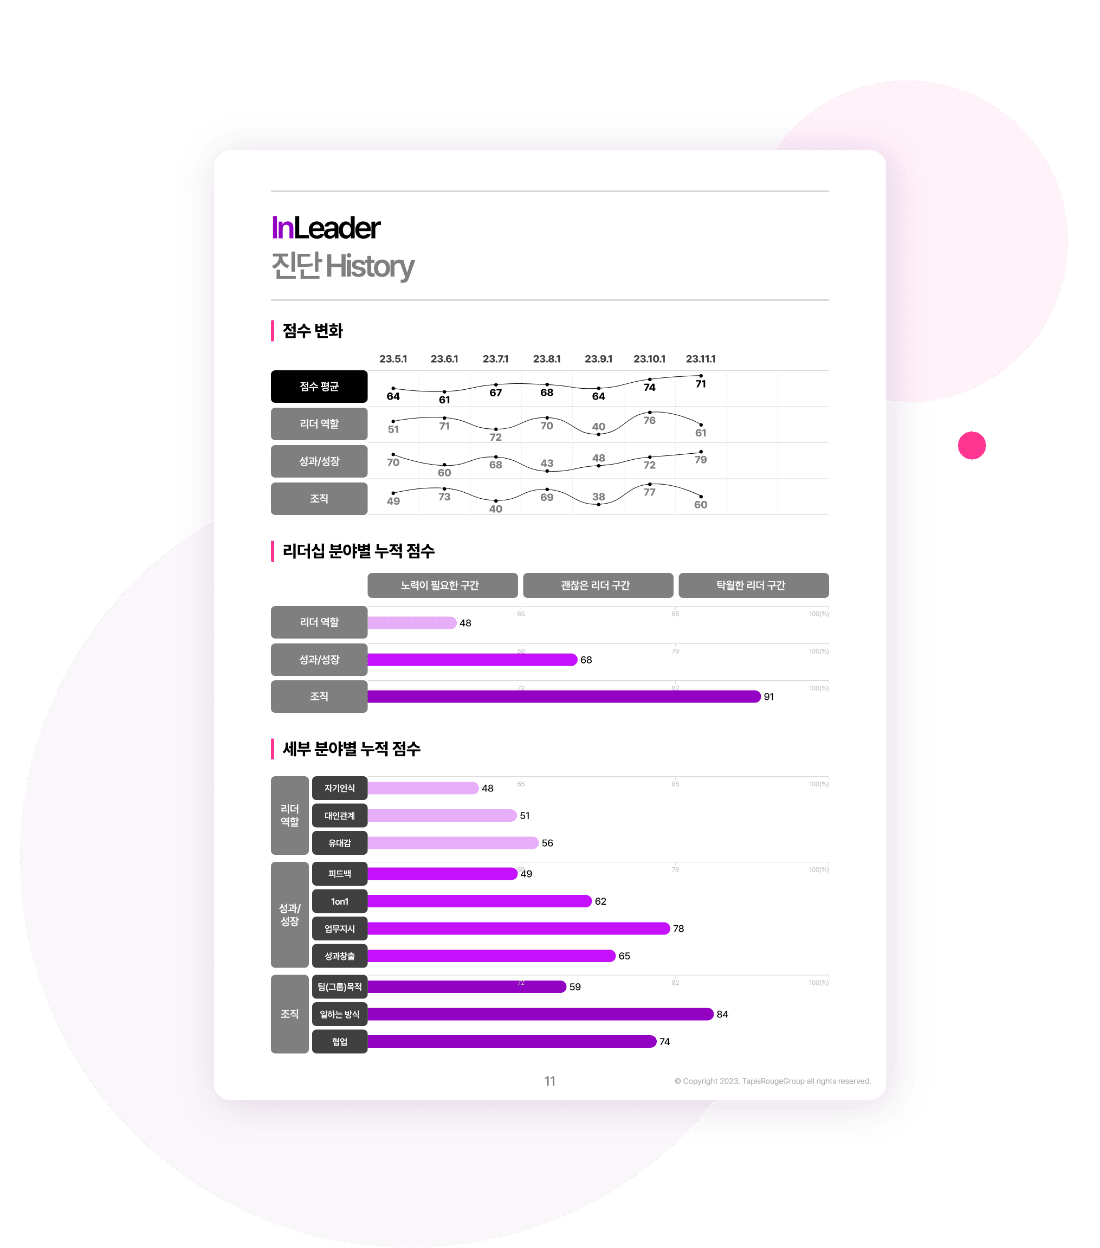 InLeader
진단 History
점수 변화
23.5.1 23.6.1 23.7.1 23.8.1 23.9.1 23.10.1 23.11.1
점수 평균 64 61 67 68 64 74 71
리더 역할 51 71 72 70 40 76 61
성과/성장 70 60 68 43 48 72 79
조직 49 73 40 69 38 77 60
리더십 분야별 누적 점수
노력이 필요한 구간 괜찮은 리더 구간 탁월한 리더 구간
65 85 100(%)
리더 역할 48
59 79 100(%)
성과/성장 68
72 82 100(%)
조직 91
세부 분야별 누적 점수
65 85 100(%)
리더
역할
자기인식 48
대인관계 51
유대감 56
79 100(%)
성과/
성장
피드백 49
1on1 62
업무지시 78
성과창출 65
72 82 100(%)
조직
팀(그룹)목적 59
일하는 방식 84
협업 74
11
© Copyright 2023. TapisRougeGroup all rights reserved.